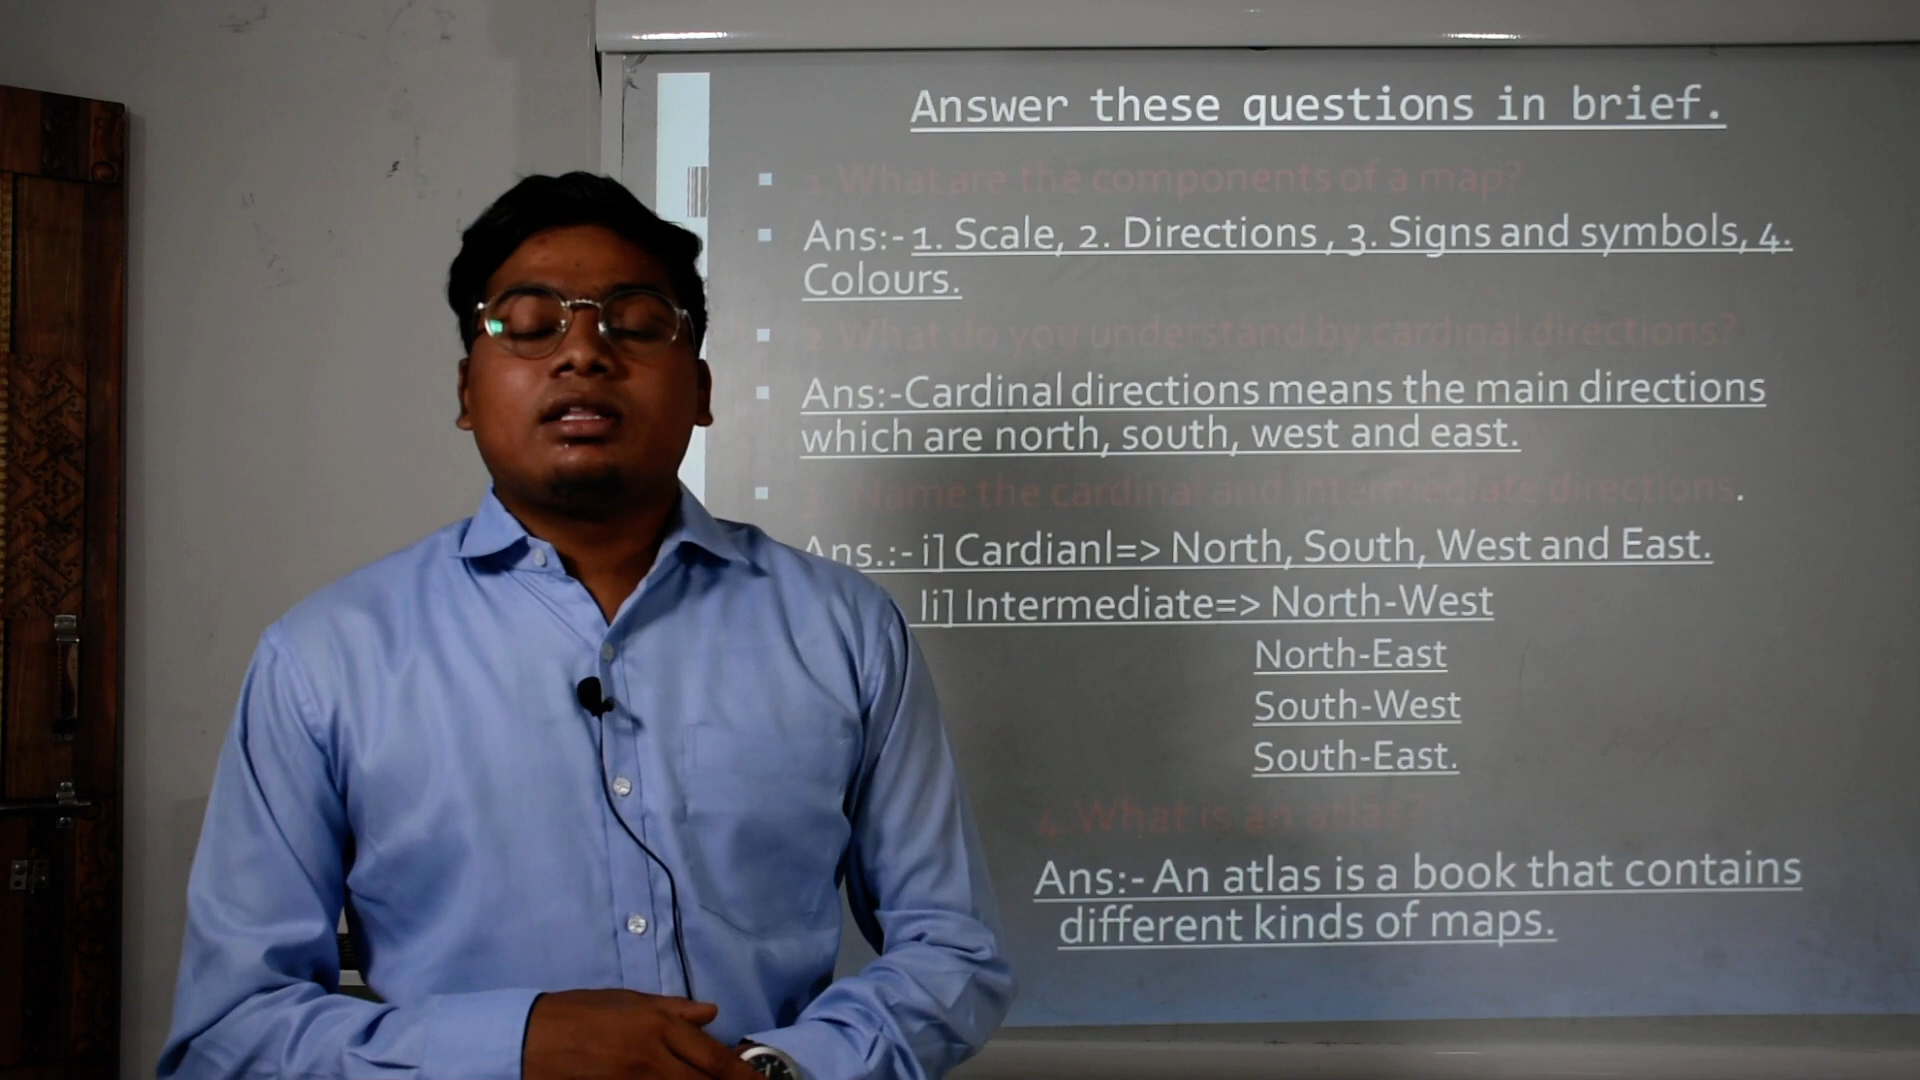 Answer these questions in brief.
1. What are the components of a map?
Ans:- 1. Scale, 2. Directions , 3. Signs and symbols, 4.
Colours.
2 What do you understand by cardinal directions?
Ans:-Cardinal directions means the main directions
which are north, south, west and east.
3. Name the cardinal and intermediate directions.
Ans.:- i] Cardianl=> North, South, West and East.
Ii] Intermediate=> North-West
North-East
South-West
South-East.
4. What is an atlas?
Ans:- An atlas is a book that contains
different kinds of maps.